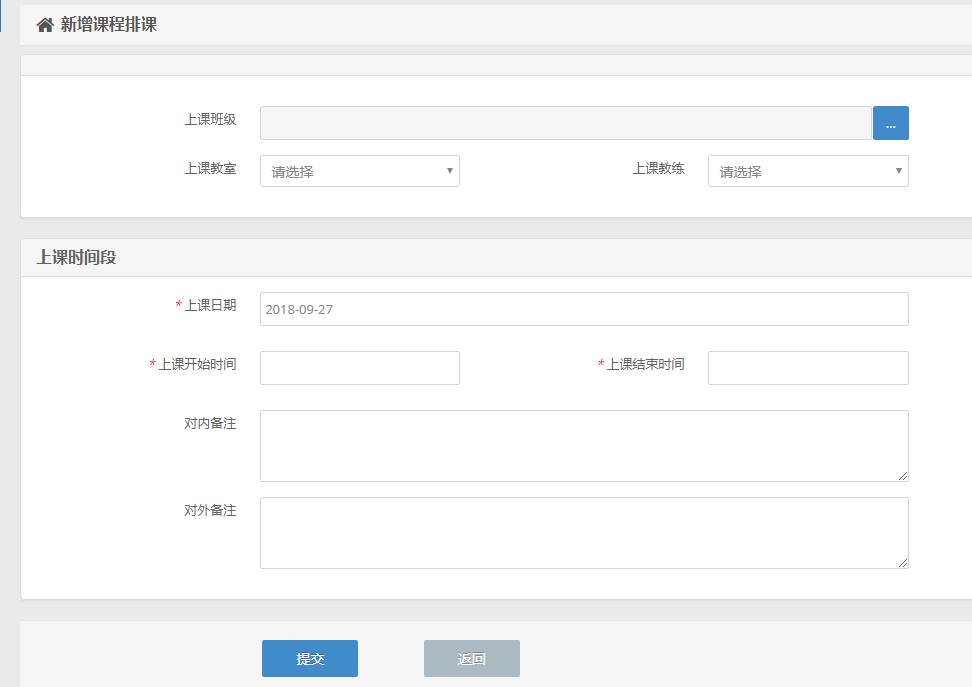 新增课程排课
上课班级
...
上课教室 请选择 上课教练 请选择
上课时间段
*上课日期 2018-09-27
*上课开始时间 *上课结束时间
对内备注
对外备注
提交 返回